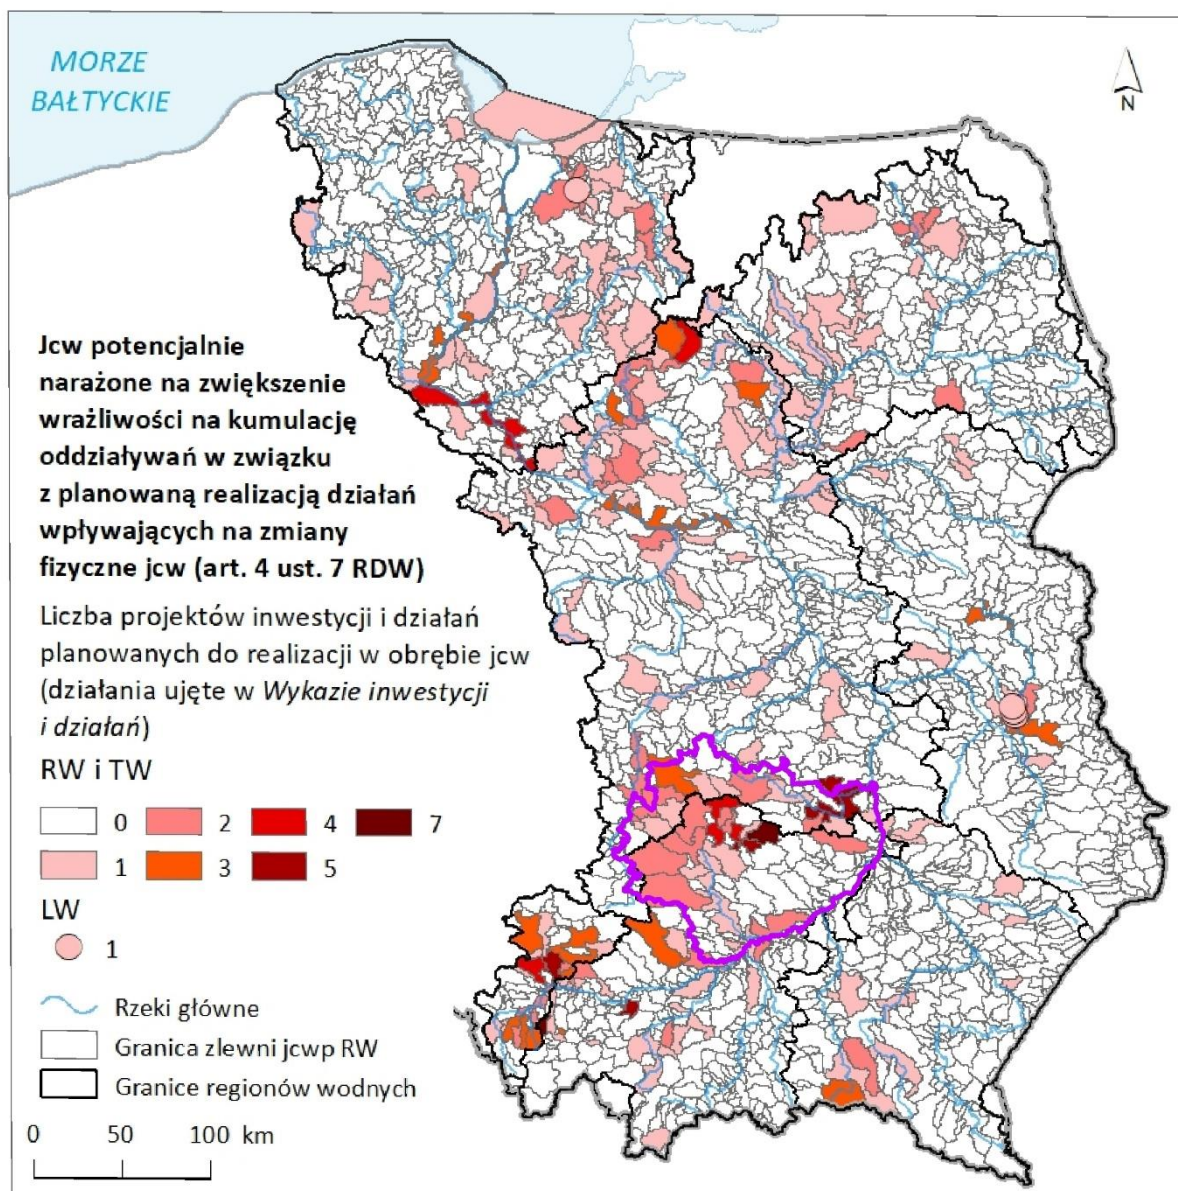 MORZE
BAŁTYCKIE
N
Jcw potencjalnie
narażone na zwiększenie
wrażliwości na kumulację
oddziaływań w związku
z planowaną realizacją działań
wpływających na zmiany
fizyczne jcw (art. 4 ust. 7 RDW)
Liczba projektów inwestycji i działań
planowanych do realizacji w obrębie jcw
(działania ujęte w Wykazie inwestycji
i działań)
RW i TW
0 2 4 7
1 3 5
LW
1
Rzeki główne
Granica zlewni jcwp RW
Granice regionów wodnych
0 50 100 km